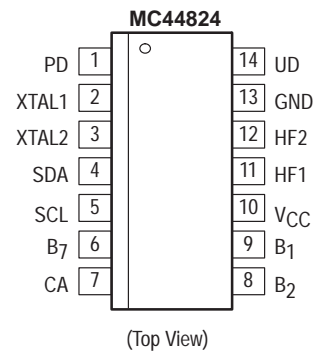 MC44824
PD 1 14 UD
XTAL1 2 13 GND
XTAL2 3 12 HF2
SDA 4 11 HF1
SCL 5 10 VCC
B7 6 9 B1
CA 7 8 B2
(Top View)